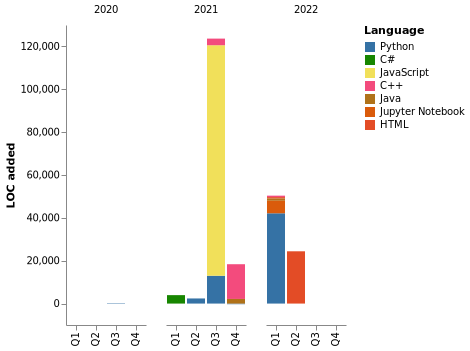 2020 2021 2022
Language
Python
C#
JavaScript
C++
Java
Jupyter Notebook
HTML
LOC added
120,000
100,000
80,000
60,000
40,000
20,000
0
Q1 Q2 Q3 Q4 Q1 Q2 Q3 Q4 Q1 Q2 Q3 Q4